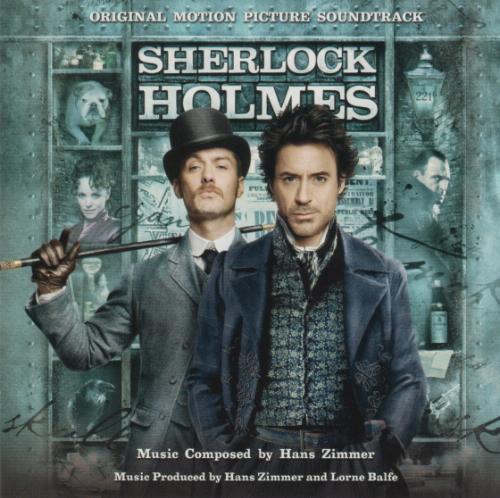 ORIGINAL MOTION PICTURE SOUNDTRACK
SHERLOCK
HOLMES
221B
Music Composed by Hans Zimmer
Music Produced by Hans Zimmer and Lorne Balfe